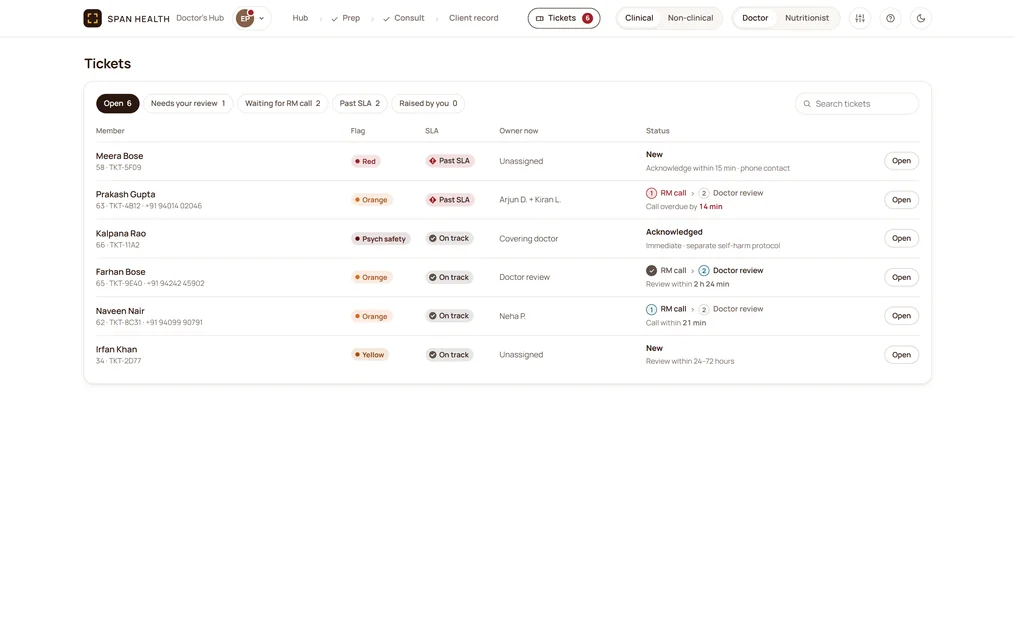 SPAN HEALTH Doctor's Hub EP Hub Prep Consult Client record Tickets 6 Clinical Non-clinical Doctor Nutritionist
Tickets
Open 6 Needs your review 1 Waiting for RM call 2 Past SLA 2 Raised by you 0 Search tickets
Member Flag SLA Owner now Status
Meera Bose Red Past SLA Unassigned New Open
58 · TKT-5F09 Acknowledge within 15 min · phone contact
Prakash Gupta Orange Past SLA Arjun D. + Kiran L. 1 RM call › 2 Doctor review Open
63 · TKT-4B12 · +91 94014 02046 Call overdue by 14 min
Kalpana Rao Psych safety On track Covering doctor Acknowledged Open
66 · TKT-11A2 Immediate · separate self-harm protocol
Farhan Bose Orange On track Doctor review RM call › 2 Doctor review Open
65 · TKT-9E40 · +91 94242 45902 Review within 2 h 24 min
Naveen Nair Orange On track Neha P. 1 RM call › 2 Doctor review Open
62 · TKT-8C31 · +91 94099 90791 Call within 21 min
Irfan Khan Yellow On track Unassigned New Open
34 · TKT-2D77 Review within 24–72 hours